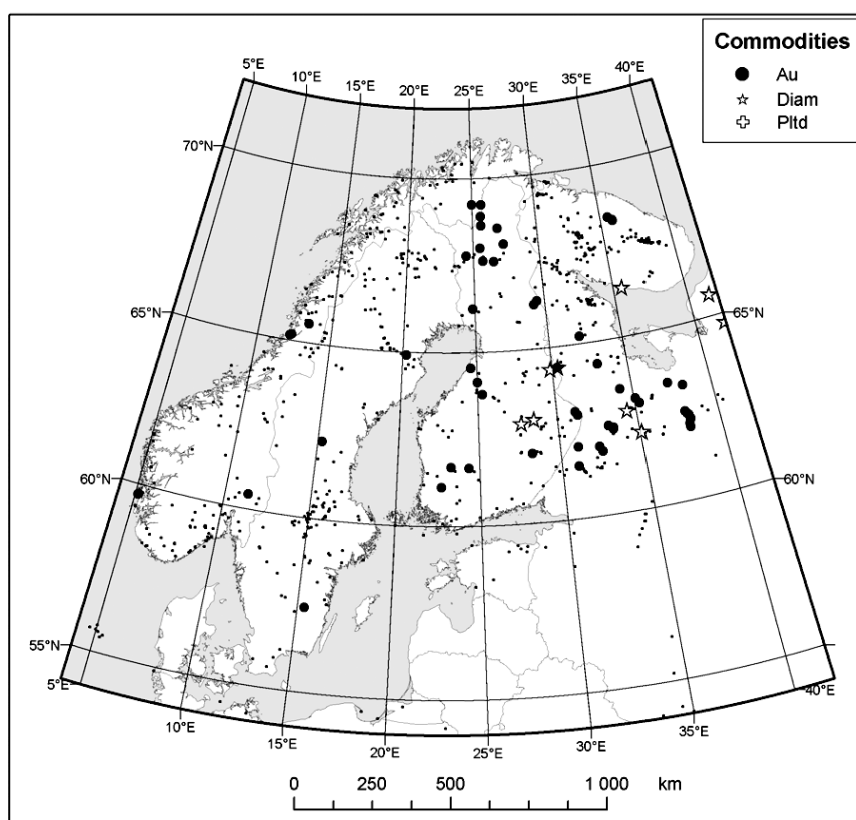 Commodities
Au
Diam
Pltd
5°E 10°E 15°E 20°E 25°E 30°E 35°E 40°E
70°N
65°N 65°N
60°N 60°N
55°N
5°E 40°E
10°E 35°E
15°E 20°E 25°E 30°E
0 250 500 1 000 km